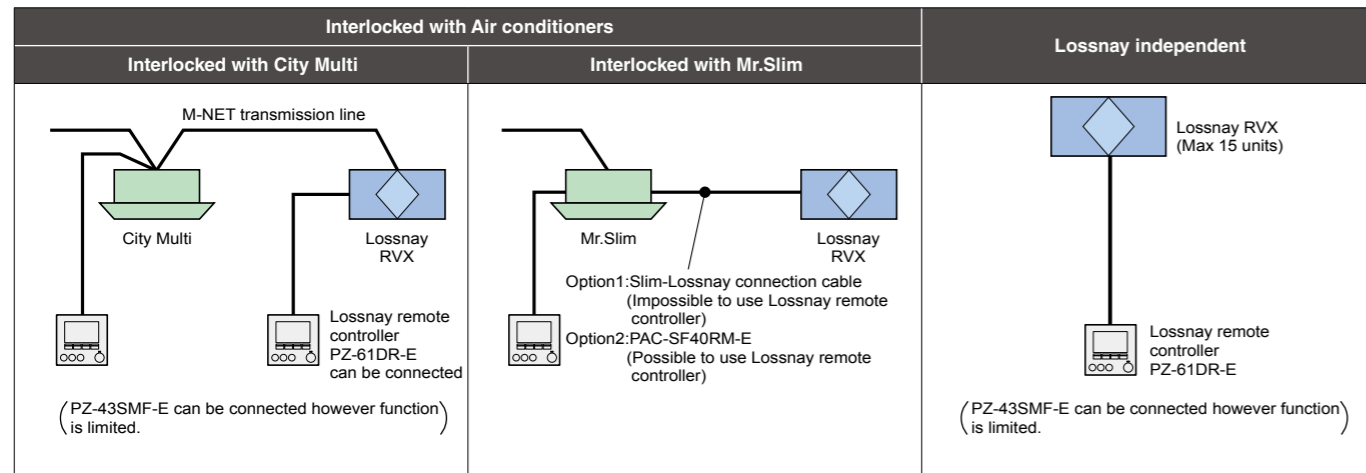 Interlocked with Air conditioners
Lossnay independent
Interlocked with City Multi
Interlocked with Mr.Slim
M-NET transmission line
City Multi
Lossnay
RVX
Lossnay remote
controller
PZ-61DR-E
can be connected
(PZ-43SMF-E can be connected however function
is limited.)
Mr.Slim
Lossnay
RVX
Option1:Slim-Lossnay connection cable
(Impossible to use Lossnay remote
controller)
Option2:PAC-SF40RM-E
(Possible to use Lossnay remote
controller)
Lossnay RVX
(Max 15 units)
Lossnay remote
controller
PZ-61DR-E
(PZ-43SMF-E can be connected however function
is limited.)